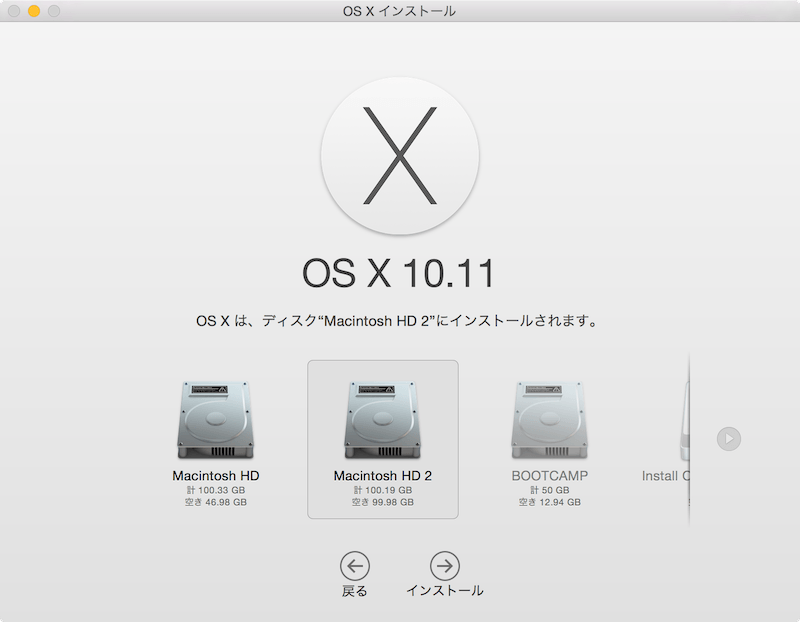 OS X インストール
OS X 10.11
OS X は、ディスク“Macintosh HD 2”にインストールされます。
Macintosh HD
計 100.33 GB
空き 46.98 GB
Macintosh HD 2
計 100.19 GB
空き 99.98 GB
BOOTCAMP
計 50 GB
空き 12.94 GB
Install
戻る
インストール